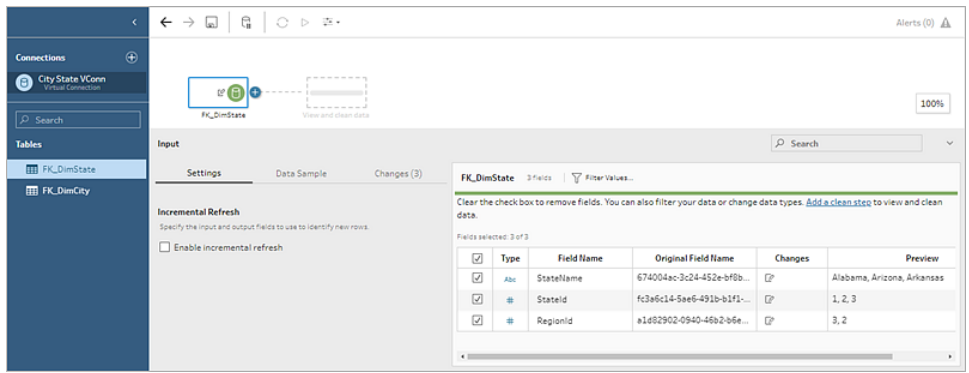 Alerts (0)
Connections
City State VConn
Virtual Connection
Search
Tables
FK_DimState
FK_DimCity
FK_DimState
View and clean data
100%
Input
Search
Settings
Data Sample
Changes (3)
Incremental Refresh
Specify the input and output fields to use to identify new rows.
Enable incremental refresh
FK_DimState
3 fields
Filter Values...
Clear the check box to remove fields. You can also filter your data or change data types. Add a clean step to view and clean
data.
Fields selected: 3 of 3
Type Field Name Original Field Name Changes Preview
Abc StateName 674004ac-3c24-452e-bf8b... Alabama, Arizona, Arkansas
# StateId fc3a6c14-5ae6-491b-b1f1-... 1, 2, 3
# RegionId a1d82902-0940-46b2-b6e... 3, 2